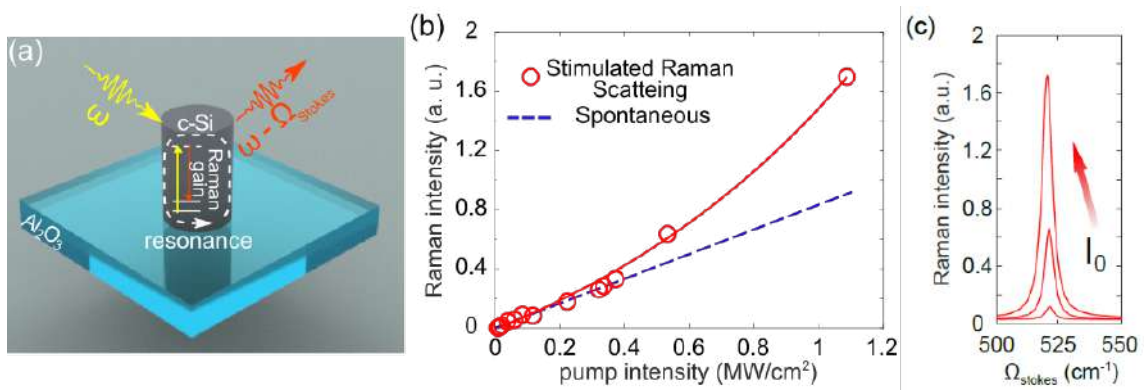 (a)
ω
ω - Ω_Stokes
c-Si
Raman
gain
resonance
Al₂O₃
(b)
Raman intensity (a. u.)
2
1.6
1.2
0.8
0.4
0
Stimulated Raman
Scatteing
Spontaneous
0 0.2 0.4 0.6 0.8 1 1.2
pump intensity (MW/cm²)
(c)
Raman intensity (a.u.)
2
1.6
1.2
0.8
0.4
0
I₀
500 525 550
Ω_stokes (cm⁻¹)